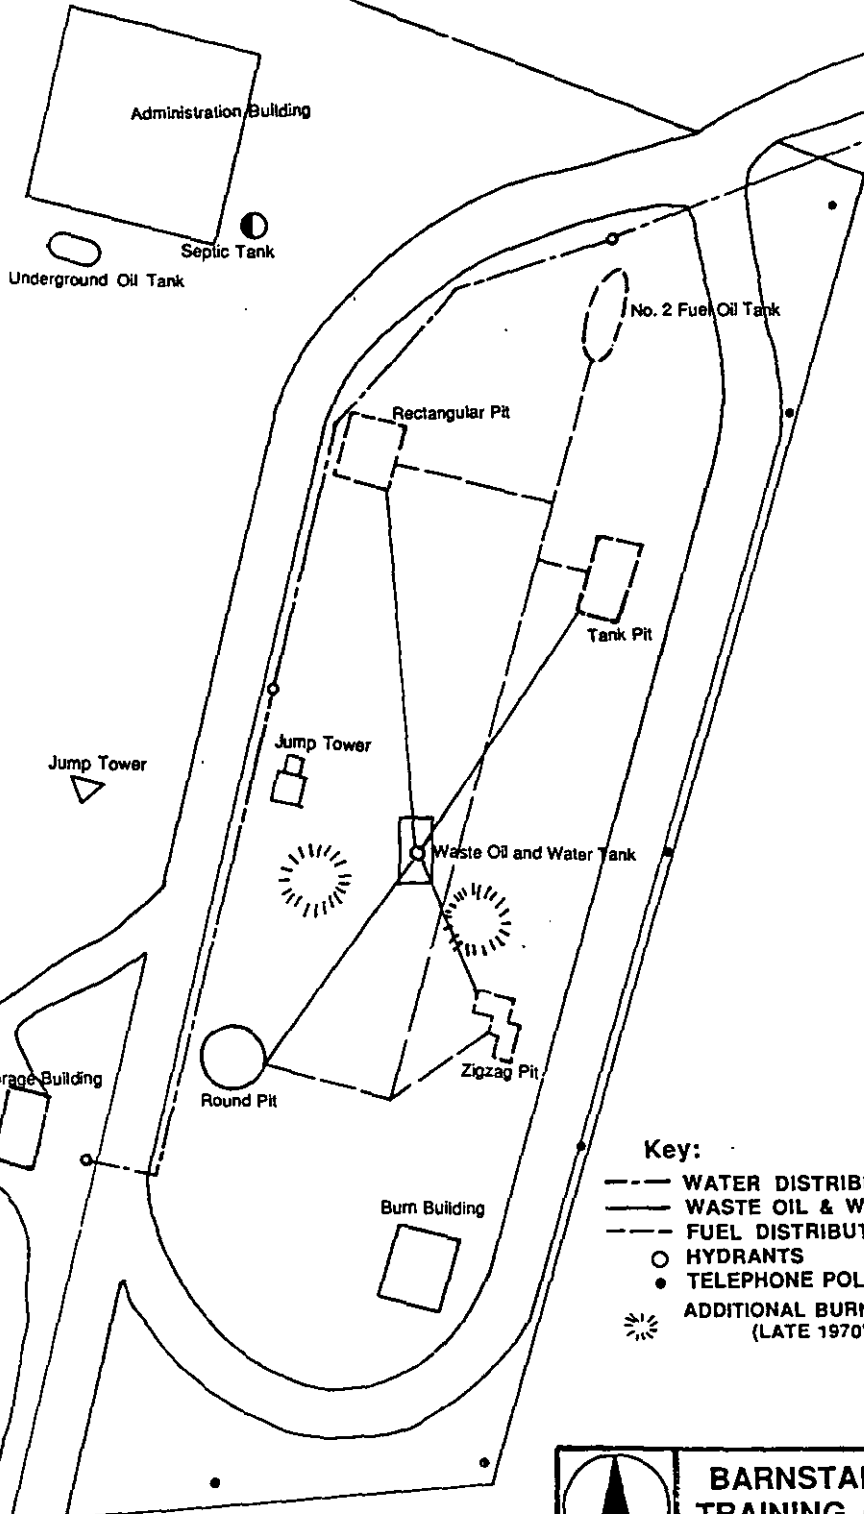 Administration Building
Septic Tank
Underground Oil Tank
No. 2 Fuel Oil Tank
Rectangular Pit
Tank Pit
Jump Tower
Jump Tower
Waste Oil and Water Tank
Storage Building
Round Pit
Zigzag Pit
Burn Building
Key:
WATER DISTRIB
WASTE OIL & W
FUEL DISTRIBUT
HYDRANTS
TELEPHONE POL
ADDITIONAL BURN
(LATE 1970'
BARNSTA
TRAINING